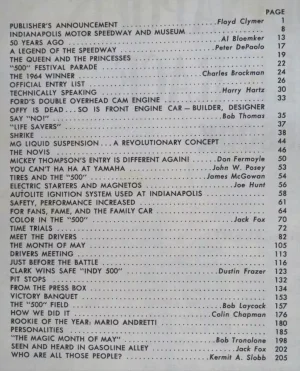 PAGE
PUBLISHER'S ANNOUNCEMENT Floyd Clymer 1
INDIANAPOLIS MOTOR SPEEDWAY AND MUSEUM 8
50 YEARS AGO Al Bloemker 13
A LEGEND OF THE SPEEDWAY Peter DePaolo 17
THE QUEEN AND THE PRINCESSES 19
"500" FESTIVAL PARADE 22
THE 1964 WINNER Charles Brockman 24
OFFICIAL ENTRY LIST 26
TECHNICALLY SPEAKING Harry Hartz 30
FORD'S DOUBLE OVERHEAD CAM ENGINE 33
OFFY IS DEAD...SO IS FRONT ENGINE CAR — BUILDER, DESIGNER
SAY "NO!" Bob Thomas 35
"LIFE SAVERS" 37
SHRIKE 38
MG LIQUID SUSPENSION...A REVOLUTIONARY CONCEPT 44
THE NOVIS 46
MICKEY THOMPSON'S ENTRY IS DIFFERENT AGAIN! Dan Fermoyle 50
YOU CAN'T HA HA AT YAMAHA John W. Posey 53
TIRES AND THE "500" James McGowan 54
ELECTRIC STARTERS AND MAGNETOS Joe Hunt 56
AUTOLITE IGNITION SYSTEM USED AT INDIANAPOLIS 58
SAFETY, PERFORMANCE INCREASED 61
FOR FANS, FAME, AND THE FAMILY CAR 64
COLOR IN THE "500" Jack Fox 70
TIME TRIALS 72
MEET THE DRIVERS 82
THE MONTH OF MAY 105
DRIVERS MEETING 113
JUST BEFORE THE BATTLE 116
CLARK WINS SAFE "INDY 500" Dustin Frazer 123
PIT STOPS 132
FROM THE PRESS BOX 134
VICTORY BANQUET 153
THE "500" FIELD Bob Laycock 157
HOW WE DID IT Colin Chapman 176
ROOKIE OF THE YEAR: MARIO ANDRETTI 180
PERSONALITIES 185
"THE MAGIC MONTH OF MAY" Bob Tronolone 198
SEEN AND HEARD IN GASOLINE ALLEY Jack Fox 202
WHO ARE ALL THOSE PEOPLE? Kermit A. Slobb 205